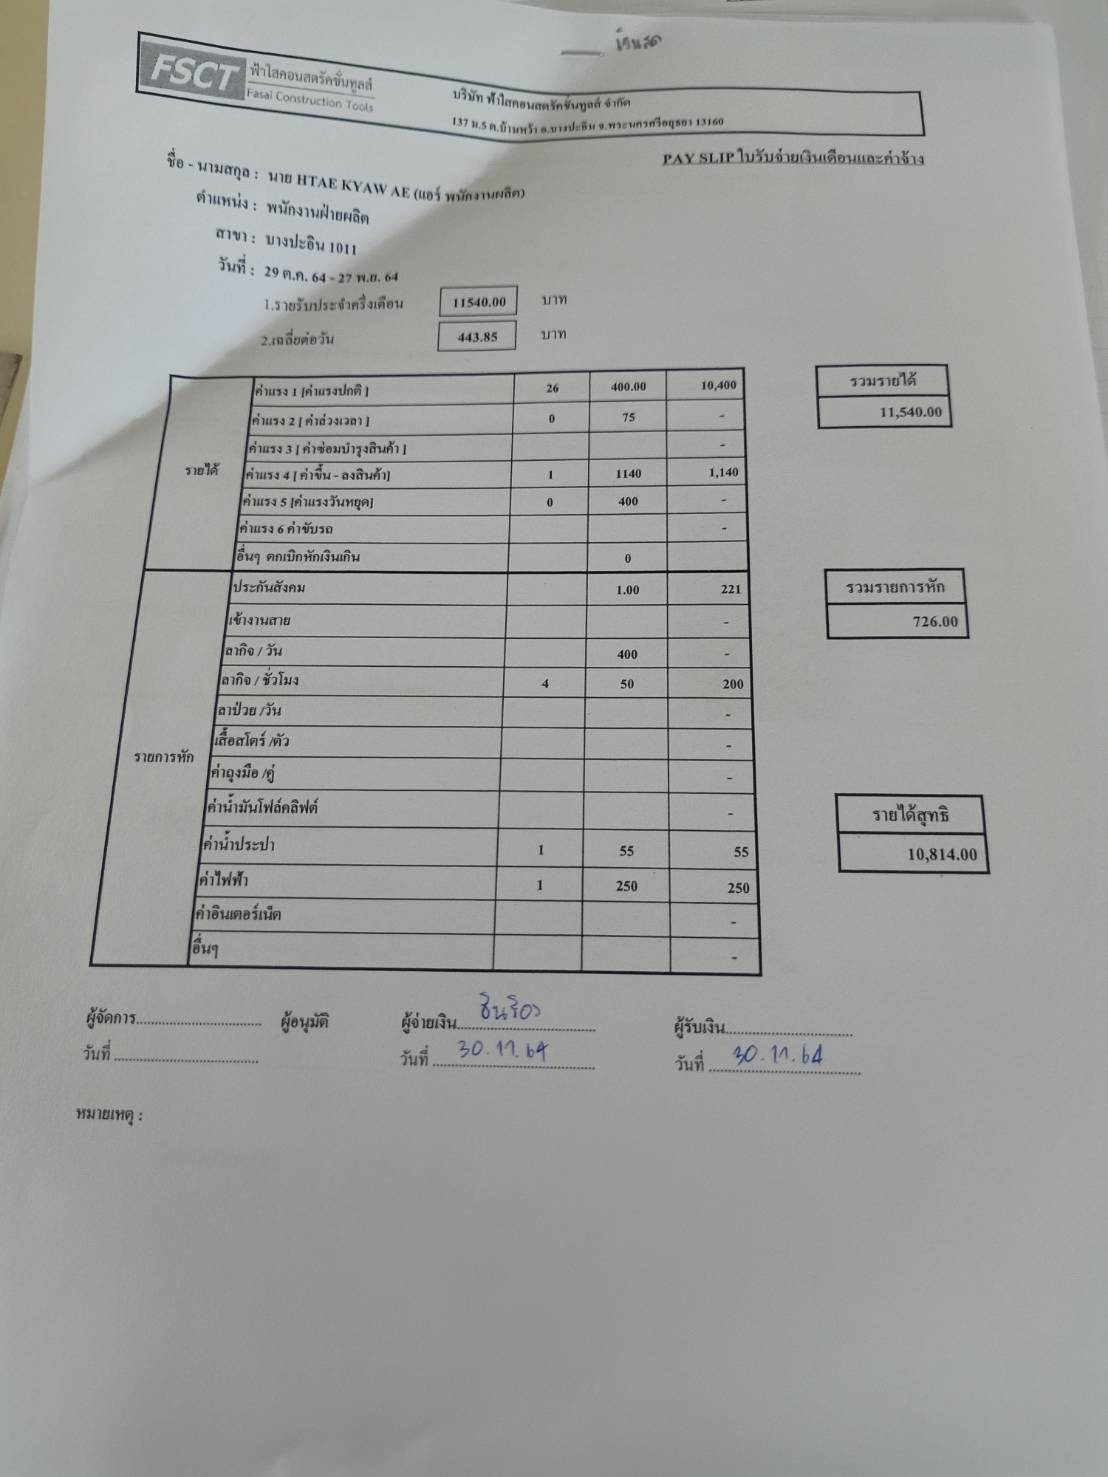 เงินสด
FSCT ฟ้าใสคอนสตรัคชั่นทูลส์
Fasai Construction Tools
บริษัท ฟ้าใสคอนสตรัคชั่นทูลส์ จำกัด
137 ม.5 ต.บ้านหว้า อ.บางปะอิน จ.พระนครศรีอยุธยา 13160
PAY SLIP ใบรับจ่ายเงินเดือนและค่าจ้าง
ชื่อ - นามสกุล : นาย HTAE KYAW AE (แอร์ พนักงานผลิต)
ตำแหน่ง : พนักงานฝ่ายผลิต
สาขา : บางปะอิน 1011
วันที่ : 29 ต.ค. 64 - 27 พ.ย. 64
1.รายรับประจำครึ่งเดือน 11540.00 บาท
2.เฉลี่ยต่อวัน 443.85 บาท
รายได้
ค่าแรง 1 [ค่าแรงปกติ ] 26 400.00 10,400
ค่าแรง 2 [ ค่าล่วงเวลา ] 0 75 -
ค่าแรง 3 [ ค่าซ่อมบำรุงสินค้า ] -
ค่าแรง 4 [ ค่าขึ้น - ลงสินค้า] 1 1140 1,140
ค่าแรง 5 [ค่าแรงวันหยุด] 0 400 -
ค่าแรง 6 ค่าขับรถ -
อื่นๆ ตกเบิกหักเงินเกิน 0
รวมรายได้
11,540.00
รายการหัก
ประกันสังคม 1.00 221
เข้างานสาย -
ลากิจ / วัน 400 -
ลากิจ / ชั่วโมง 4 50 200
ลาป่วย /วัน -
เสื้อสโตร์ /ตัว -
ค่าถุงมือ /คู่ -
ค่าน้ำมันโฟล์คลิฟต์ -
ค่าน้ำประปา 1 55 55
ค่าไฟฟ้า 1 250 250
ค่าอินเตอร์เน็ต -
อื่นๆ -
รวมรายการหัก
726.00
รายได้สุทธิ
10,814.00
ผู้จัดการ................................ ผู้อนุมัติ ผู้จ่ายเงิน................................ ผู้รับเงิน................................
วันที่ ................................ วันที่ 30.11.64 วันที่ 30.11.64
หมายเหตุ :